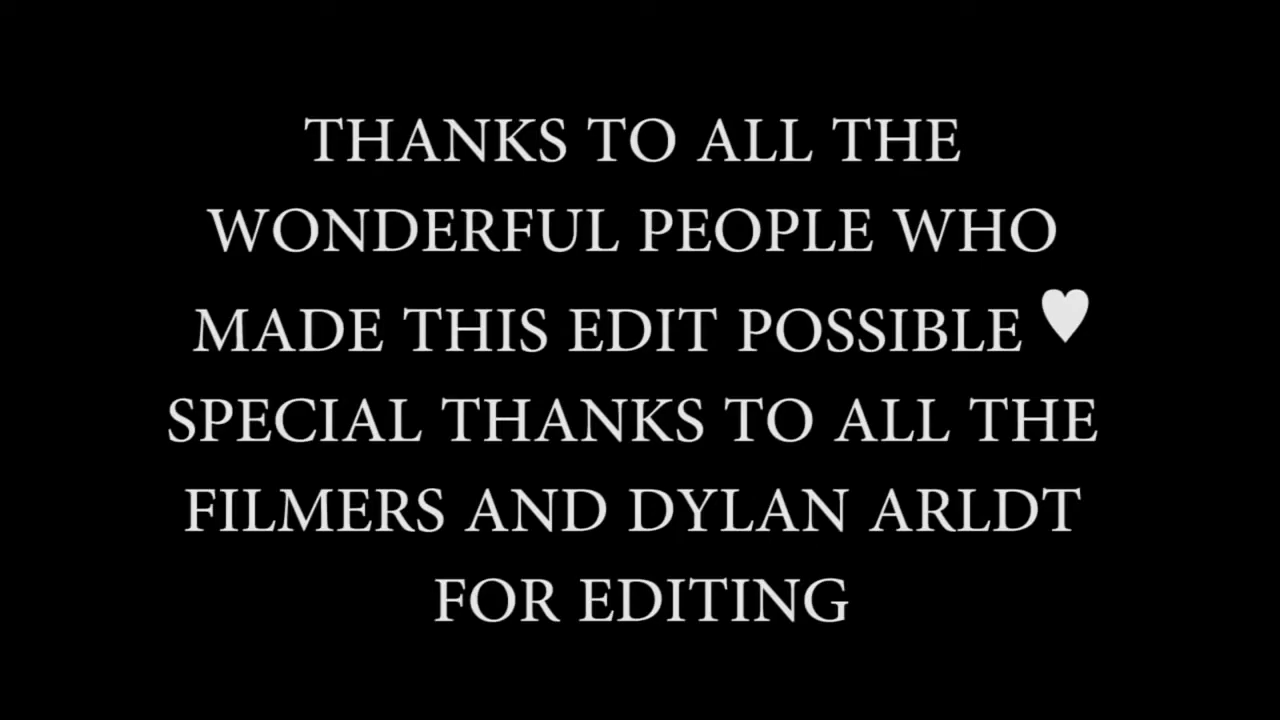 THANKS TO ALL THE
WONDERFUL PEOPLE WHO
MADE THIS EDIT POSSIBLE ♥
SPECIAL THANKS TO ALL THE
FILMERS AND DYLAN ARLDT
FOR EDITING